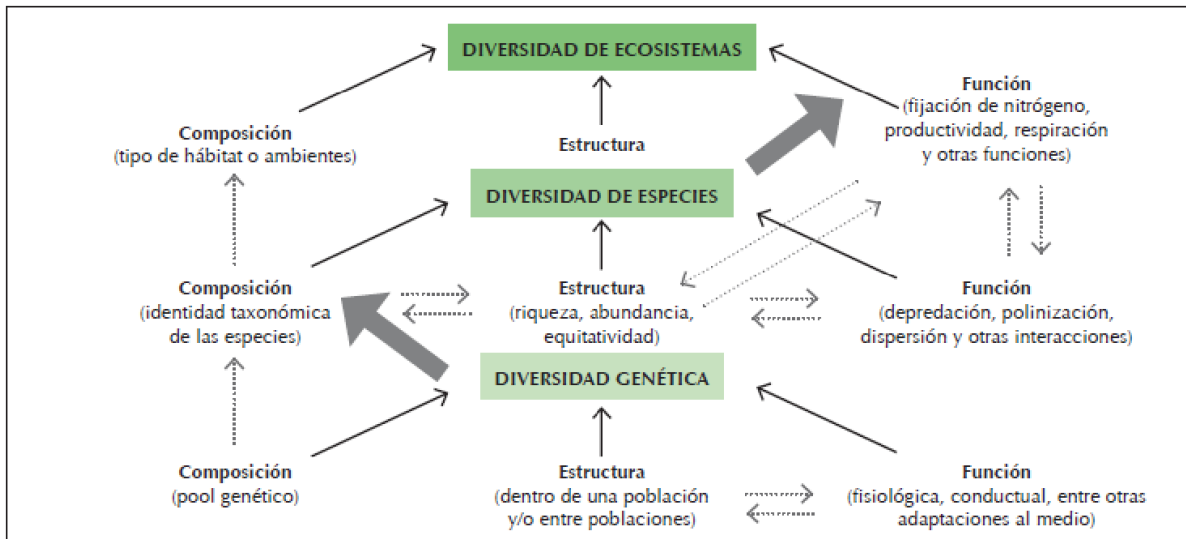 DIVERSIDAD DE ECOSISTEMAS
Composición
(tipo de hábitat o ambientes)
Estructura
Función
(fijación de nitrógeno,
productividad, respiración
y otras funciones)
DIVERSIDAD DE ESPECIES
Composición
(identidad taxonómica
de las especies)
Estructura
(riqueza, abundancia,
equitatividad)
Función
(depredación, polinización,
dispersión y otras interacciones)
DIVERSIDAD GENÉTICA
Composición
(pool genético)
Estructura
(dentro de una población
y/o entre poblaciones)
Función
(fisiológica, conductual, entre otras
adaptaciones al medio)